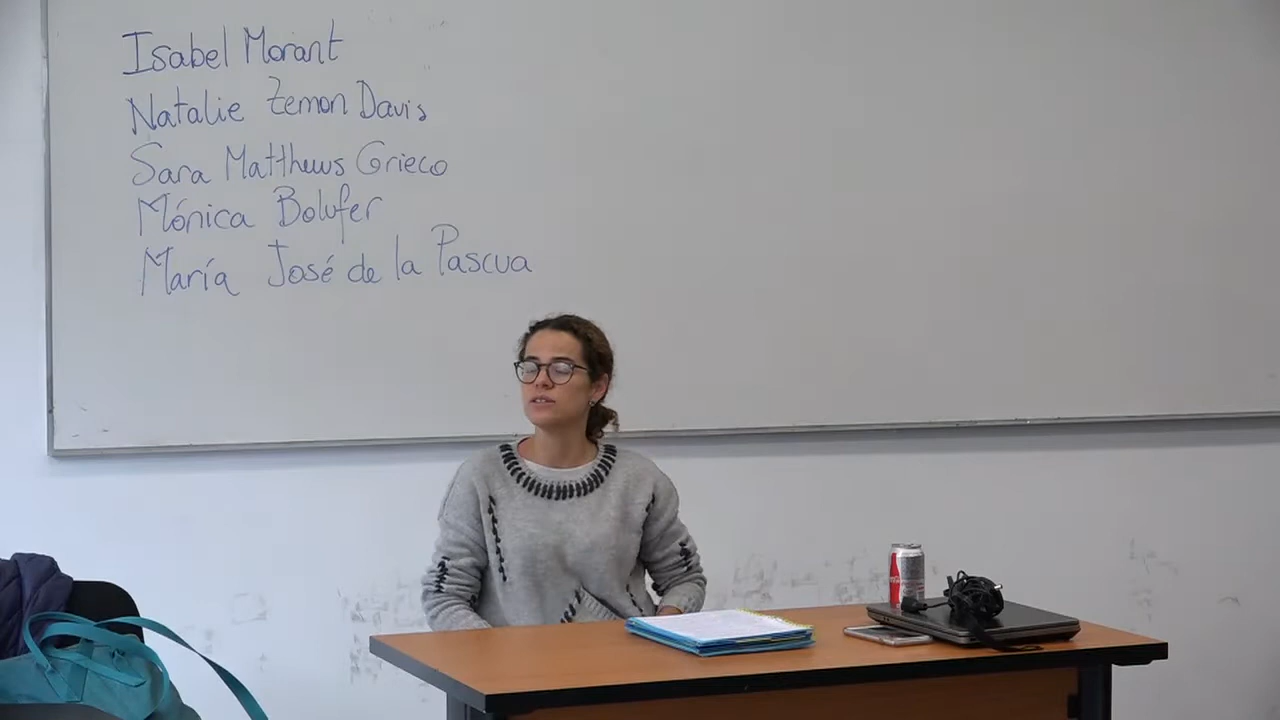 Isabel Morant
Natalie Zemon Davis
Sara Matthews Grieco
Mónica Bolufer
María José de la Pascua